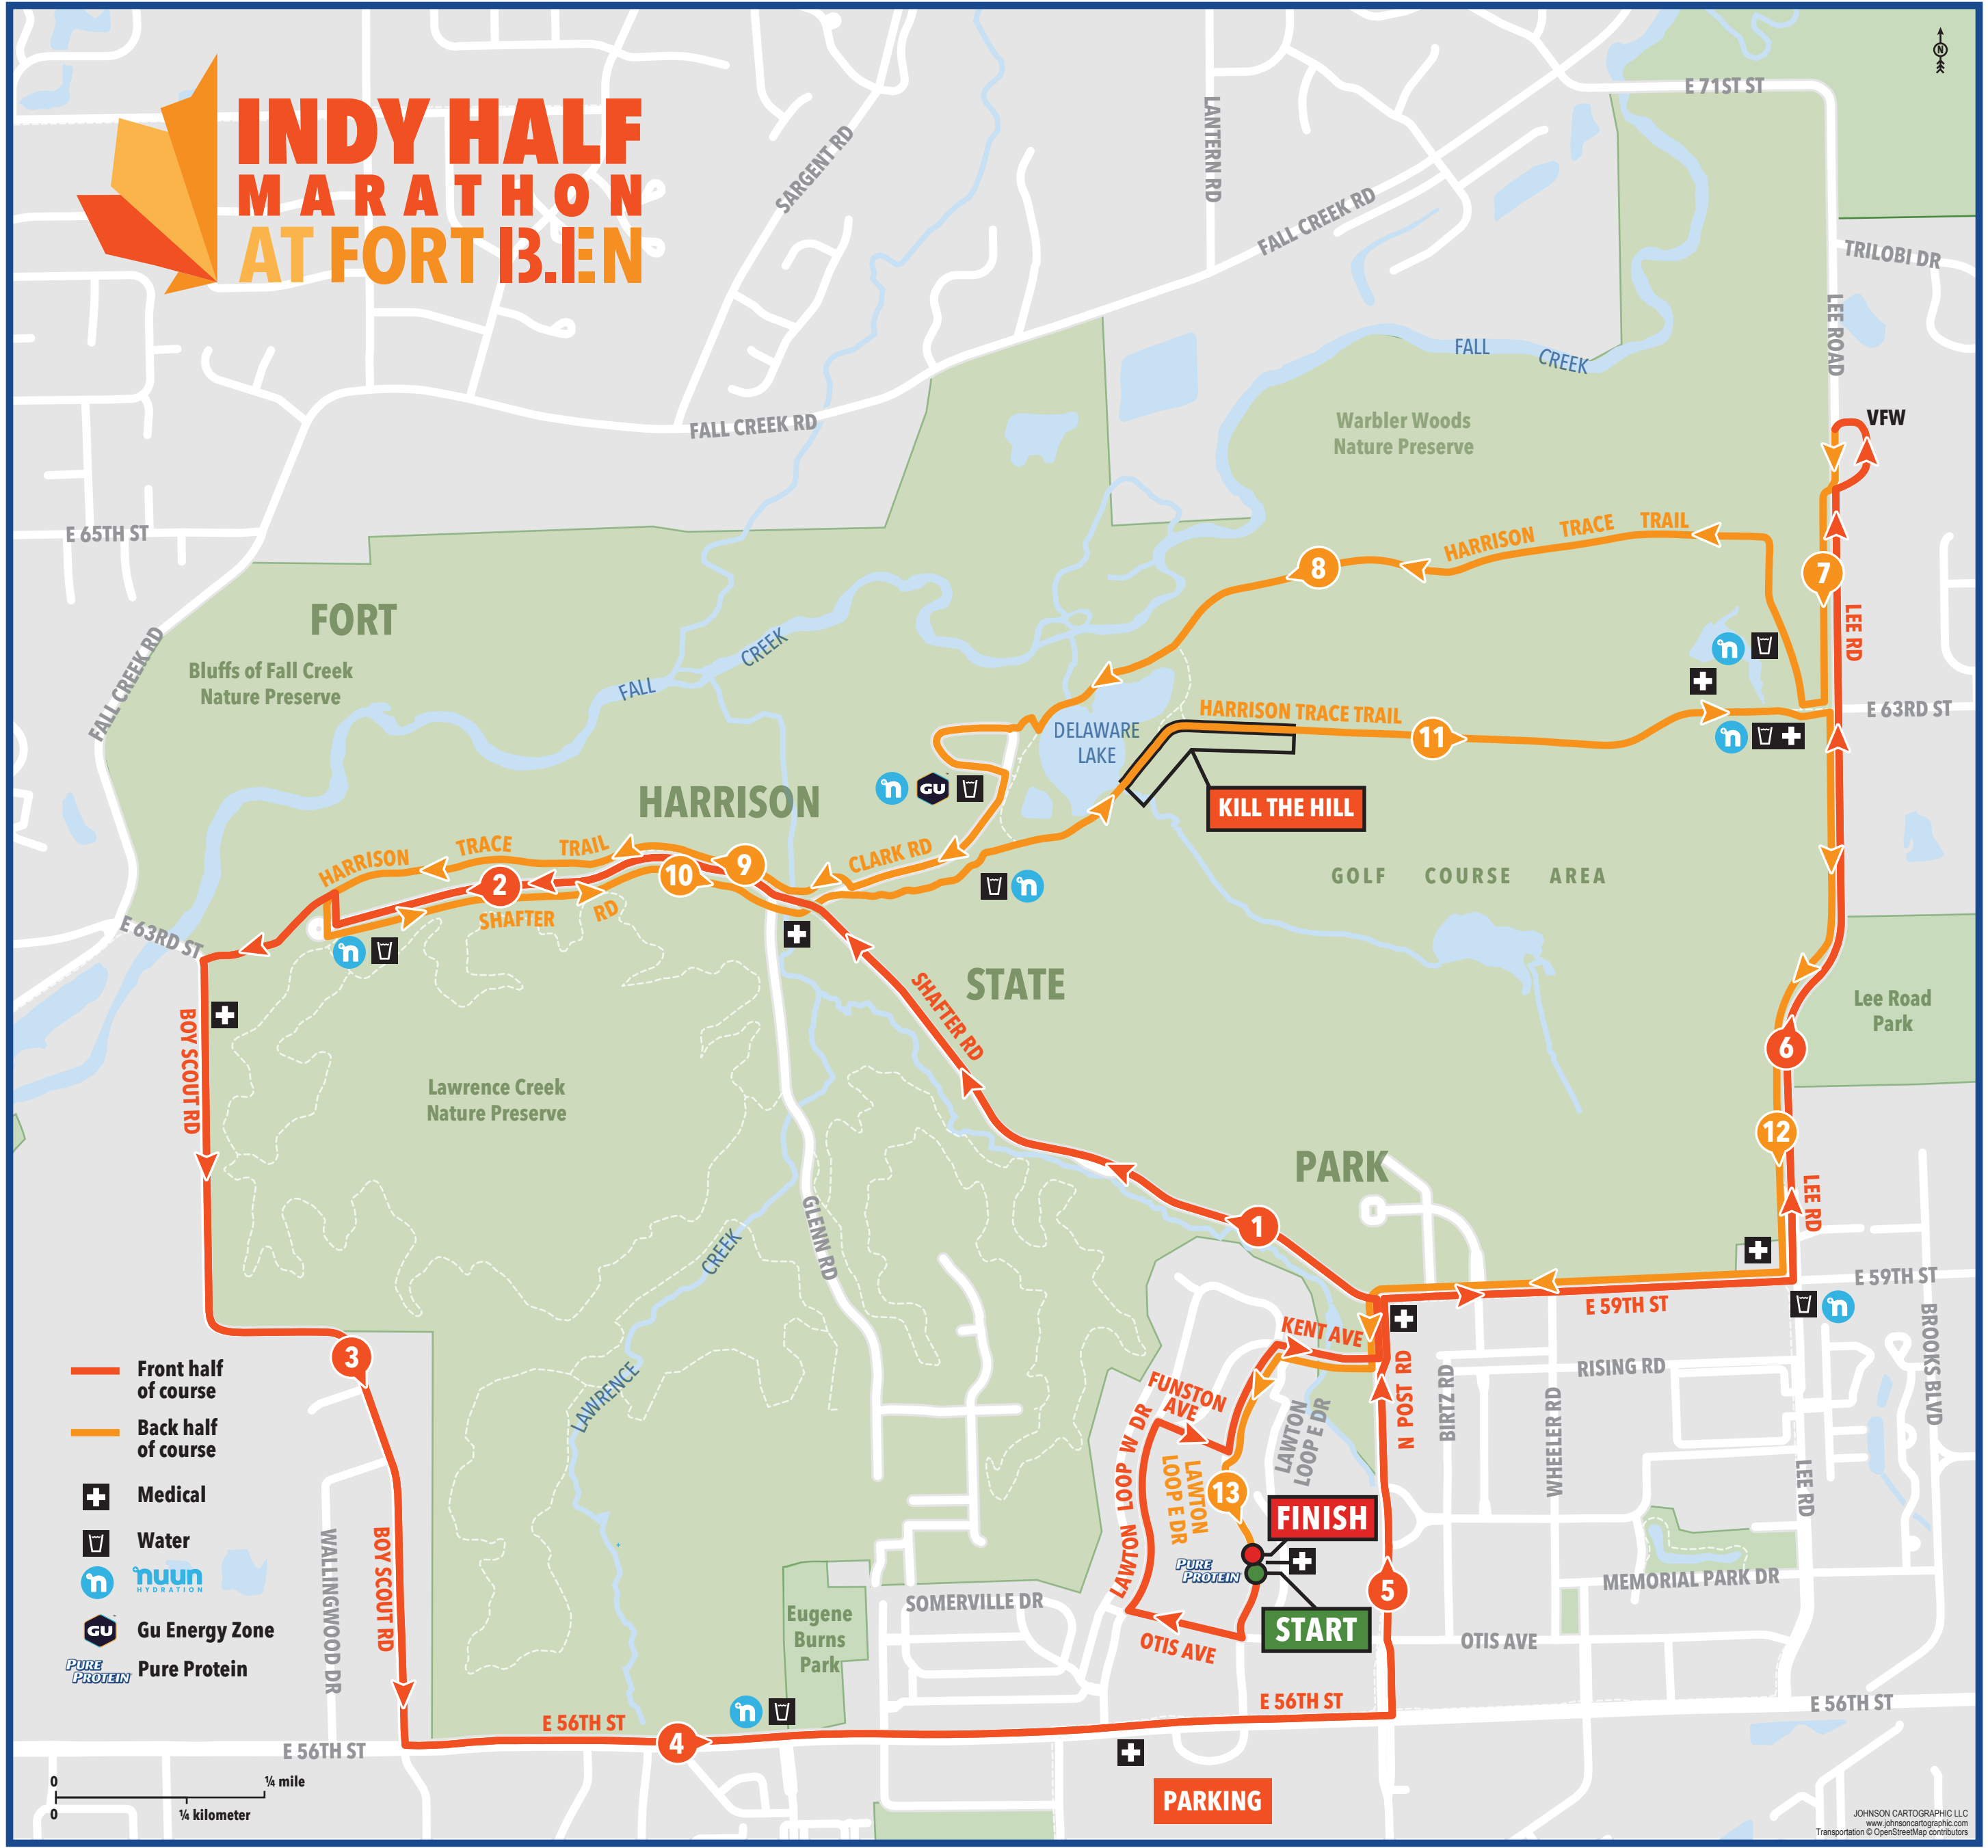 INDY HALF
MARATHON
AT FORT B.EN
N
E 71ST ST
SARGENT RD
LANTERN RD
FALL CREEK RD
TRILOBI DR
LEE ROAD
FALL CREEK
FALL CREEK RD
Warbler Woods
Nature Preserve
VFW
E 65TH ST
HARRISON TRACE TRAIL
8
7
LEE RD
FORT
FALL CREEK RD
Bluffs of Fall Creek
Nature Preserve
FALL CREEK
DELAWARE
LAKE
HARRISON TRACE TRAIL
11
E 63RD ST
KILL THE HILL
HARRISON
GU
CLARK RD
HARRISON TRACE TRAIL
9
10
2
SHAFTER RD
GOLF COURSE AREA
E 63RD ST
STATE
SHAFTER RD
Lee Road
Park
6
BOY SCOUT RD
Lawrence Creek
Nature Preserve
12
PARK
LEE RD
GLENN RD
1
LAWRENCE CREEK
E 59TH ST
E 59TH ST
KENT AVE
3
RISING RD
BROOKS BLVD
N POST RD
BIRTZ RD
WHEELER RD
FUNSTON
AVE
LAWTON LOOP W DR
LAWTON
LOOP E DR
LAWTON
LOOP E DR
LEE RD
13
FINISH
PURE
PROTEIN
START
5
MEMORIAL PARK DR
OTIS AVE
OTIS AVE
SOMERVILLE DR
Eugene
Burns
Park
WALLINGWOOD DR
BOY SCOUT RD
E 56TH ST
E 56TH ST
E 56TH ST
4
E 56TH ST
PARKING
Front half
of course
Back half
of course
Medical
Water
n nuun
HYDRATION
GU Gu Energy Zone
PURE
PROTEIN Pure Protein
0 ¼ mile
0 ¼ kilometer
JOHNSON CARTOGRAPHIC LLC
www.johnsoncartographic.com
Transportation © OpenStreetMap contributors